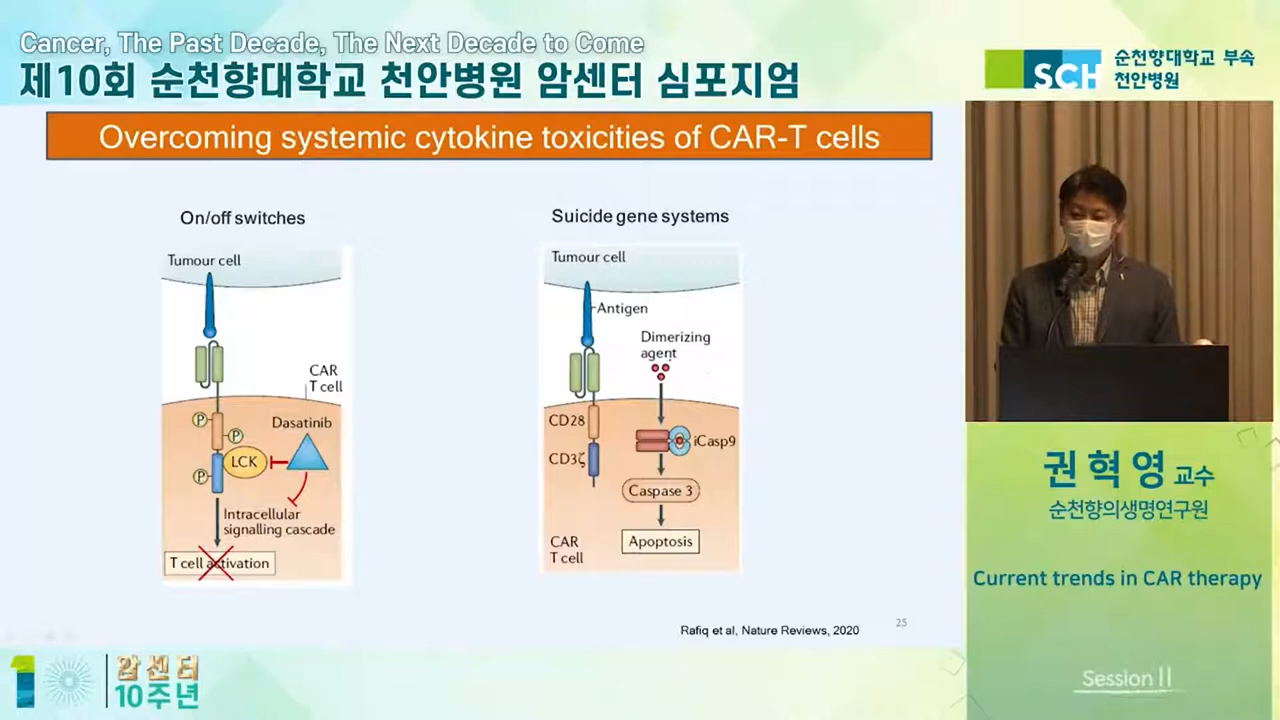 Cancer, The Past Decade, The Next Decade to Come
제10회 순천향대학교 천안병원 암센터 심포지엄
SCH
순천향대학교 부속
천안병원
Overcoming systemic cytokine toxicities of CAR-T cells
On/off switches
Tumour cell
CAR
T cell
P
P
Dasatinib
LCK
P
Intracellular
signalling cascade
T cell activation
Suicide gene systems
Tumour cell
Antigen
Dimerizing
agent
CD28
iCasp9
CD3ζ
Caspase 3
CAR
T cell
Apoptosis
Rafiq et al, Nature Reviews, 2020
25
권혁영 교수
순천향의생명연구원
Current trends in CAR therapy
Session II
10
암센터
10주년